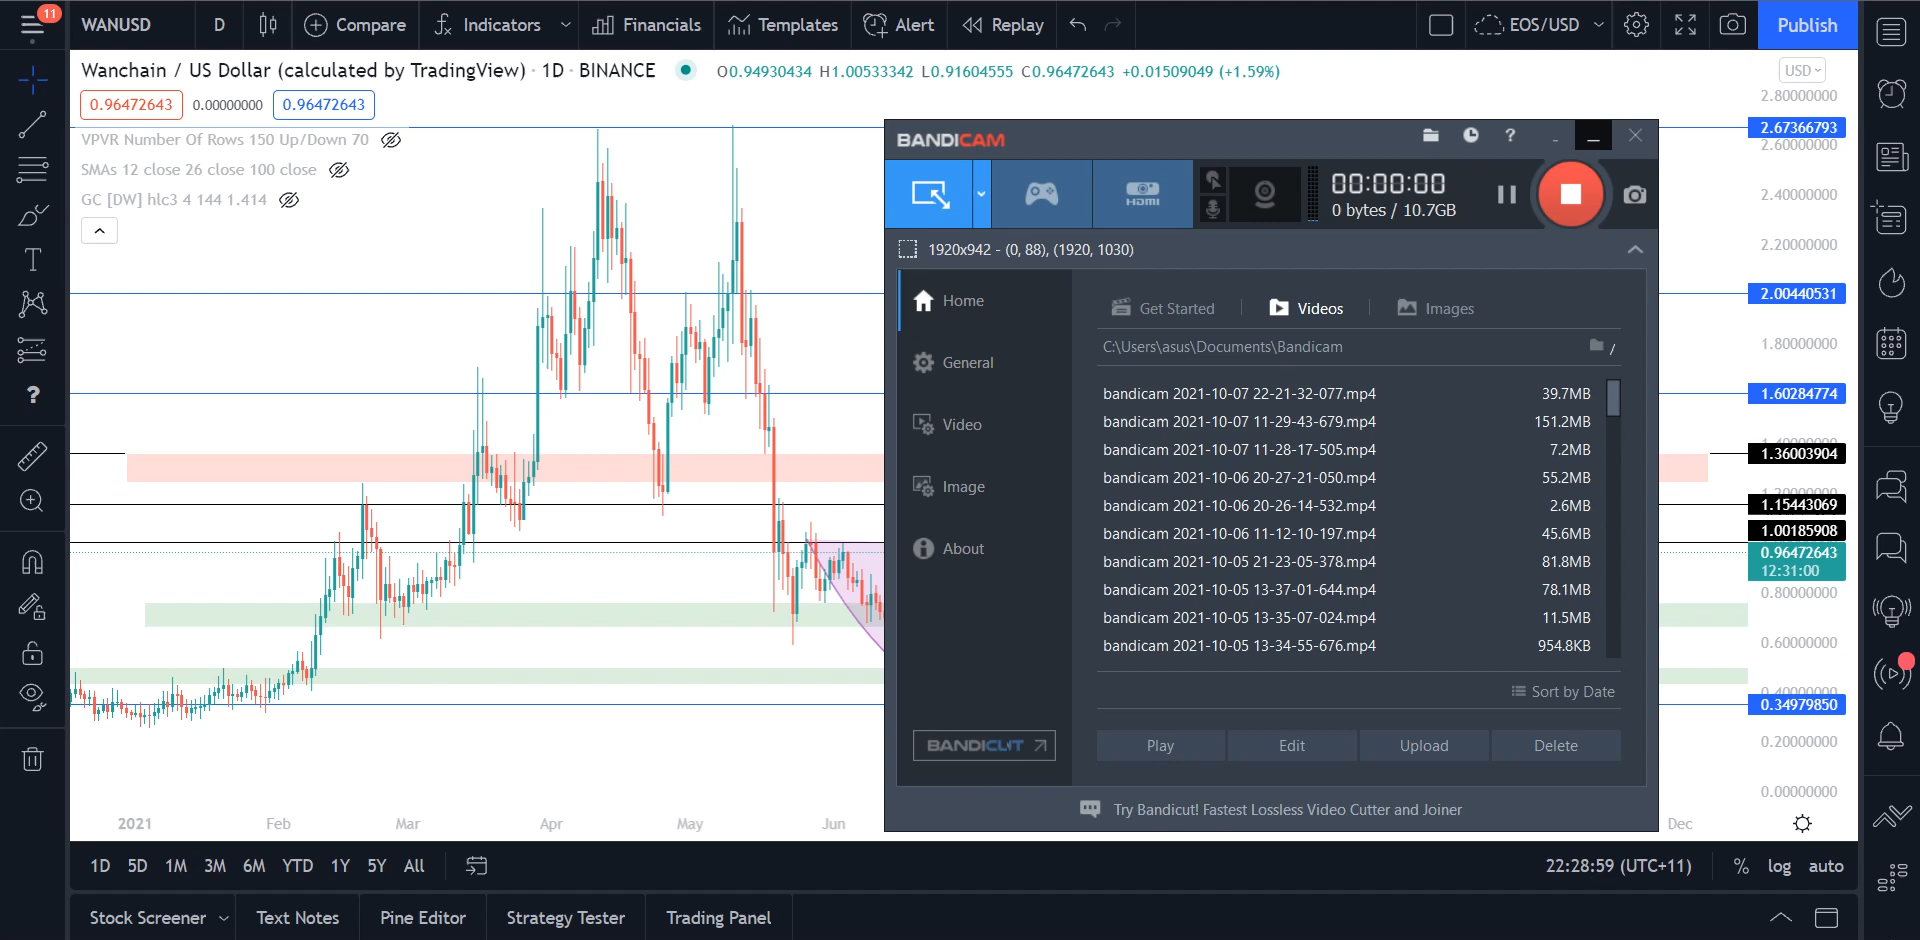 11
WANUSD D Compare Indicators Financials Templates Alert Replay EOS/USD Publish
Wanchain / US Dollar (calculated by TradingView) · 1D · BINANCE O0.94930434 H1.00533342 L0.91604555 C0.96472643 +0.01509049 (+1.59%)
USD
0.96472643 0.00000000 0.96472643
VPVR Number Of Rows 150 Up/Down 70
SMAs 12 close 26 close 100 close
GC [DW] hlc3 4 144 1.414
2.80000000
2.67366793
2.60000000
2.40000000
2.20000000
2.00440531
1.80000000
1.60284774
1.40000000
1.36003904
1.20000000
1.15443069
1.00185908
0.96472643
12:31:00
0.80000000
0.60000000
0.40000000
0.34979850
0.20000000
0.00000000
BANDICAM
?
HDMI
00:00:00
0 bytes / 10.7GB
1920x942 - (0, 88), (1920, 1030)
Home
General
Video
Image
About
Get Started Videos Images
C:\Users\asus\Documents\Bandicam /
bandicam 2021-10-07 22-21-32-077.mp4 39.7MB
bandicam 2021-10-07 11-29-43-679.mp4 151.2MB
bandicam 2021-10-07 11-28-17-505.mp4 7.2MB
bandicam 2021-10-06 20-27-21-050.mp4 55.2MB
bandicam 2021-10-06 20-26-14-532.mp4 2.6MB
bandicam 2021-10-06 11-12-10-197.mp4 45.6MB
bandicam 2021-10-05 21-23-05-378.mp4 81.8MB
bandicam 2021-10-05 13-37-01-644.mp4 78.1MB
bandicam 2021-10-05 13-35-07-024.mp4 11.5MB
bandicam 2021-10-05 13-34-55-676.mp4 954.8KB
Sort by Date
BANDICUT
Play Edit Upload Delete
Try Bandicut! Fastest Lossless Video Cutter and Joiner
2021 Feb Mar Apr May Jun Dec
1D 5D 1M 3M 6M YTD 1Y 5Y All 22:28:59 (UTC+11) % log auto
Stock Screener Text Notes Pine Editor Strategy Tester Trading Panel